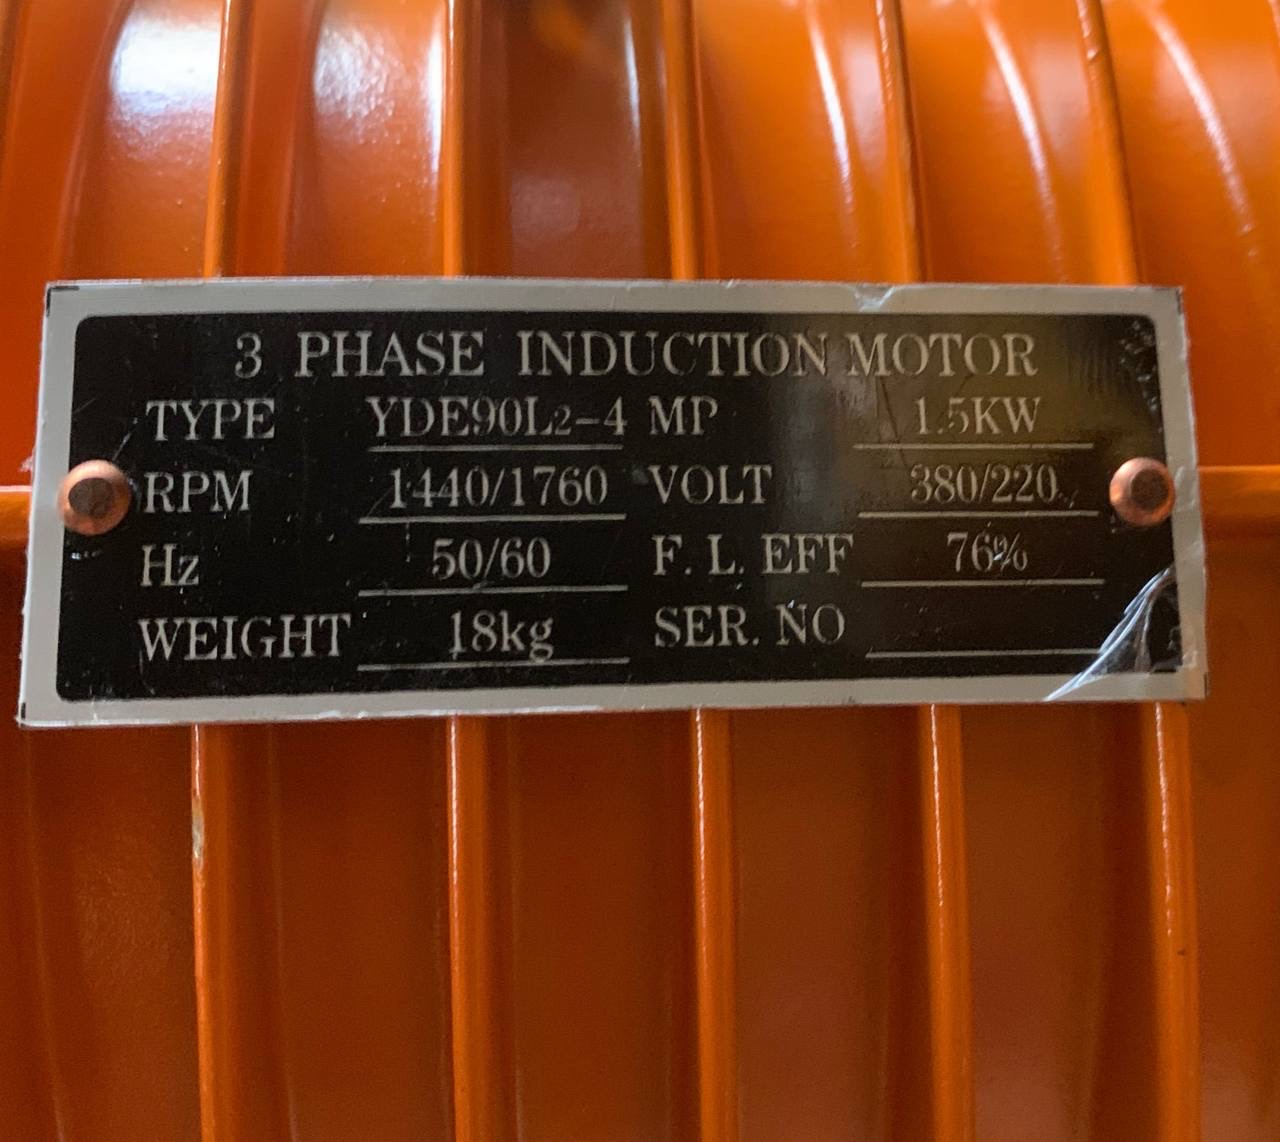 3 PHASE INDUCTION MOTOR
TYPE YDE90L2-4 MP 1.5KW
RPM 1440/1760 VOLT 380/220
Hz 50/60 F. L. EFF 76%
WEIGHT 18kg SER. NO